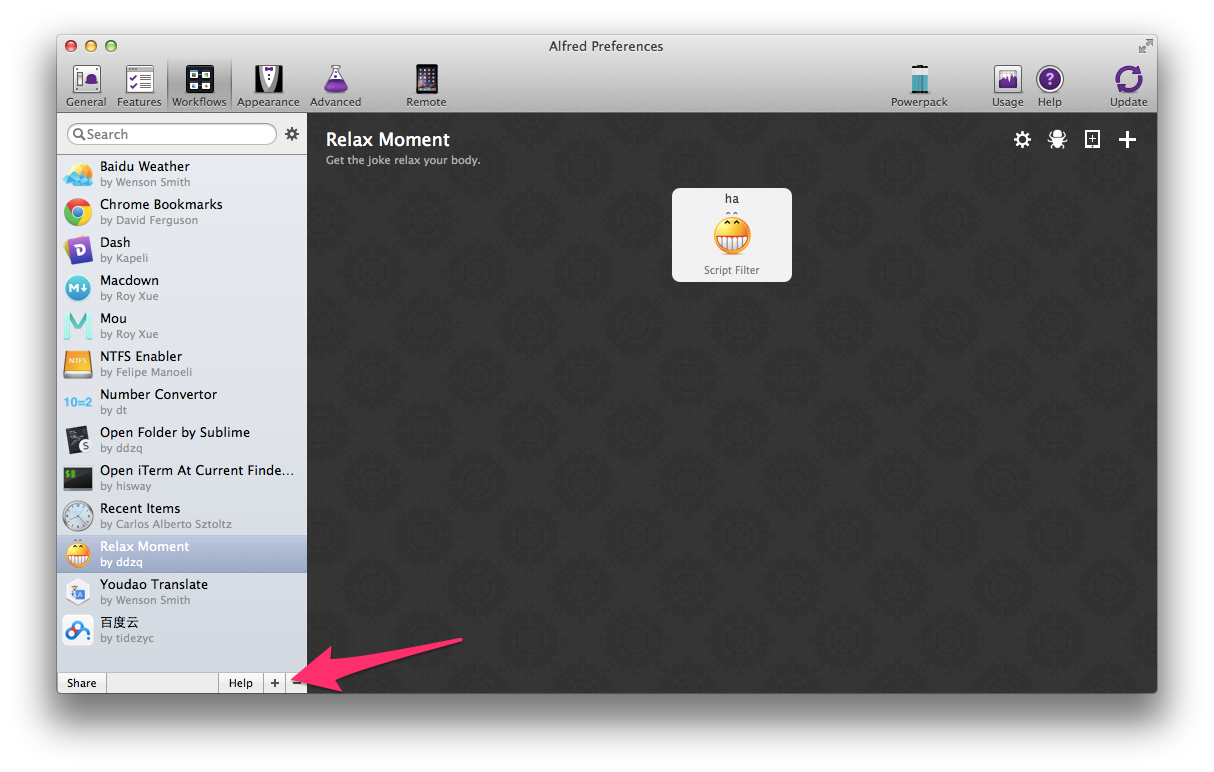 Alfred Preferences
General
Features
Workflows
Appearance
Advanced
Remote
Powerpack
Usage
Help
Update
Search
Baidu Weather
by Wenson Smith
Chrome Bookmarks
by David Ferguson
Dash
by Kapeli
M↓
Macdown
by Roy Xue
Mou
by Roy Xue
NTFS
NTFS Enabler
by Felipe Manoeli
10=2
Number Convertor
by dt
Open Folder by Sublime
by ddzq
Open iTerm At Current Finde...
by hisway
Recent Items
by Carlos Alberto Sztoltz
Relax Moment
by ddzq
Youdao Translate
by Wenson Smith
百度云
by tidezyc
Share
Help
+
−
Relax Moment
Get the joke relax your body.
ha
Script Filter